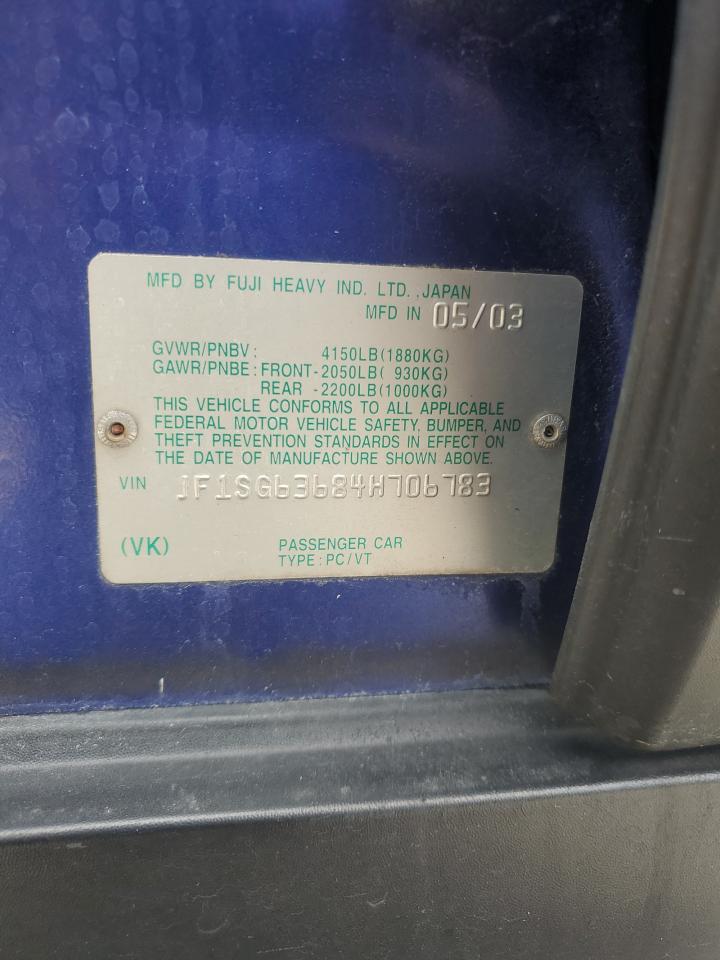 MFD BY FUJI HEAVY IND. LTD., JAPAN
MFD IN 05/03
GVWR/PNBV: 4150LB(1880KG)
GAWR/PNBE: FRONT-2050LB( 930KG)
REAR -2200LB(1000KG)
THIS VEHICLE CONFORMS TO ALL APPLICABLE
FEDERAL MOTOR VEHICLE SAFETY, BUMPER, AND
THEFT PREVENTION STANDARDS IN EFFECT ON
THE DATE OF MANUFACTURE SHOWN ABOVE.
VIN JF1SG63684H706783
(VK) PASSENGER CAR
TYPE: PC/VT